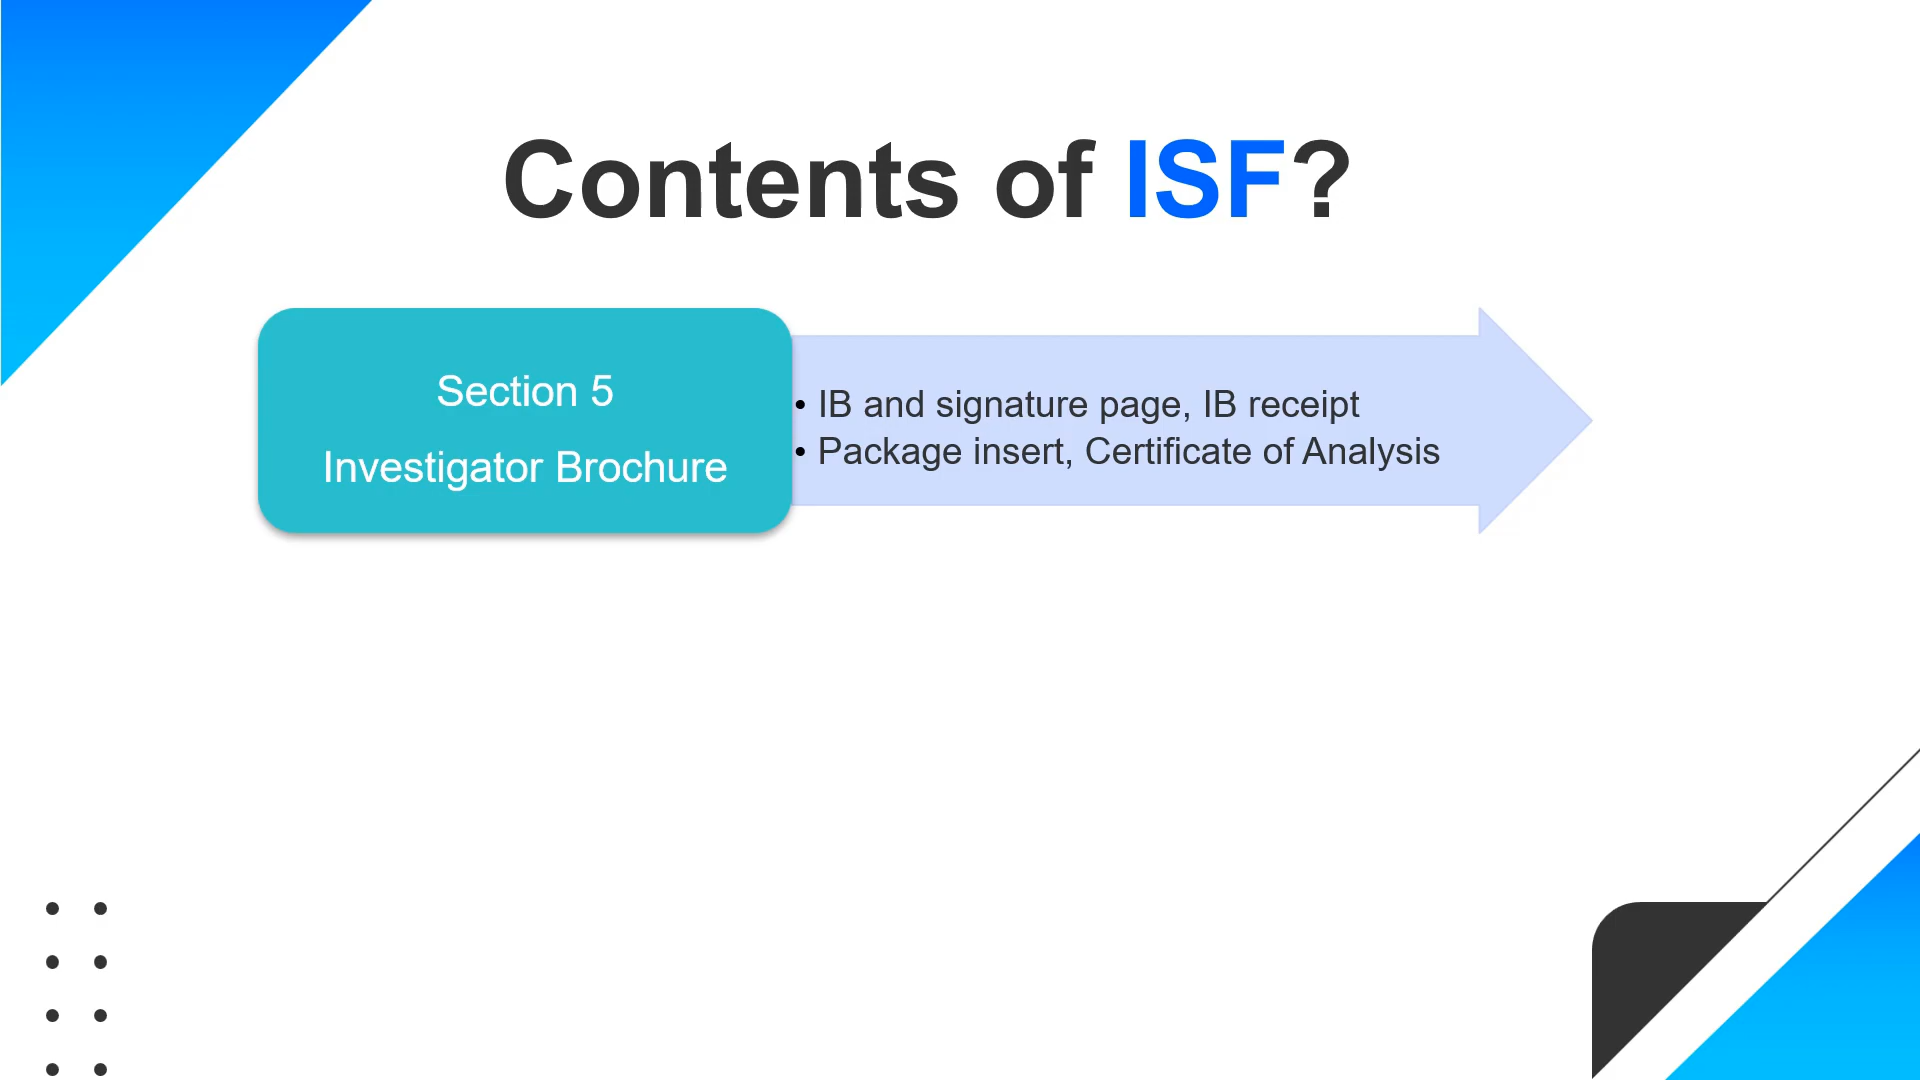 Contents of ISF?
Section 5
Investigator Brochure
• IB and signature page, IB receipt
• Package insert, Certificate of Analysis